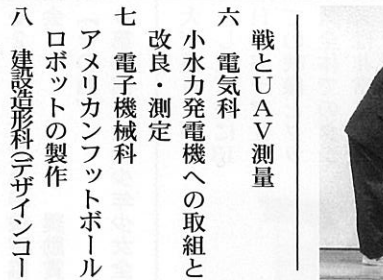 戦とＵＡＶ測量
六　電気科
小水力発電機への取組と
改良・測定
七　電子機械科
アメリカンフットボール
ロボットの製作
八　建設造形科（デザインコー